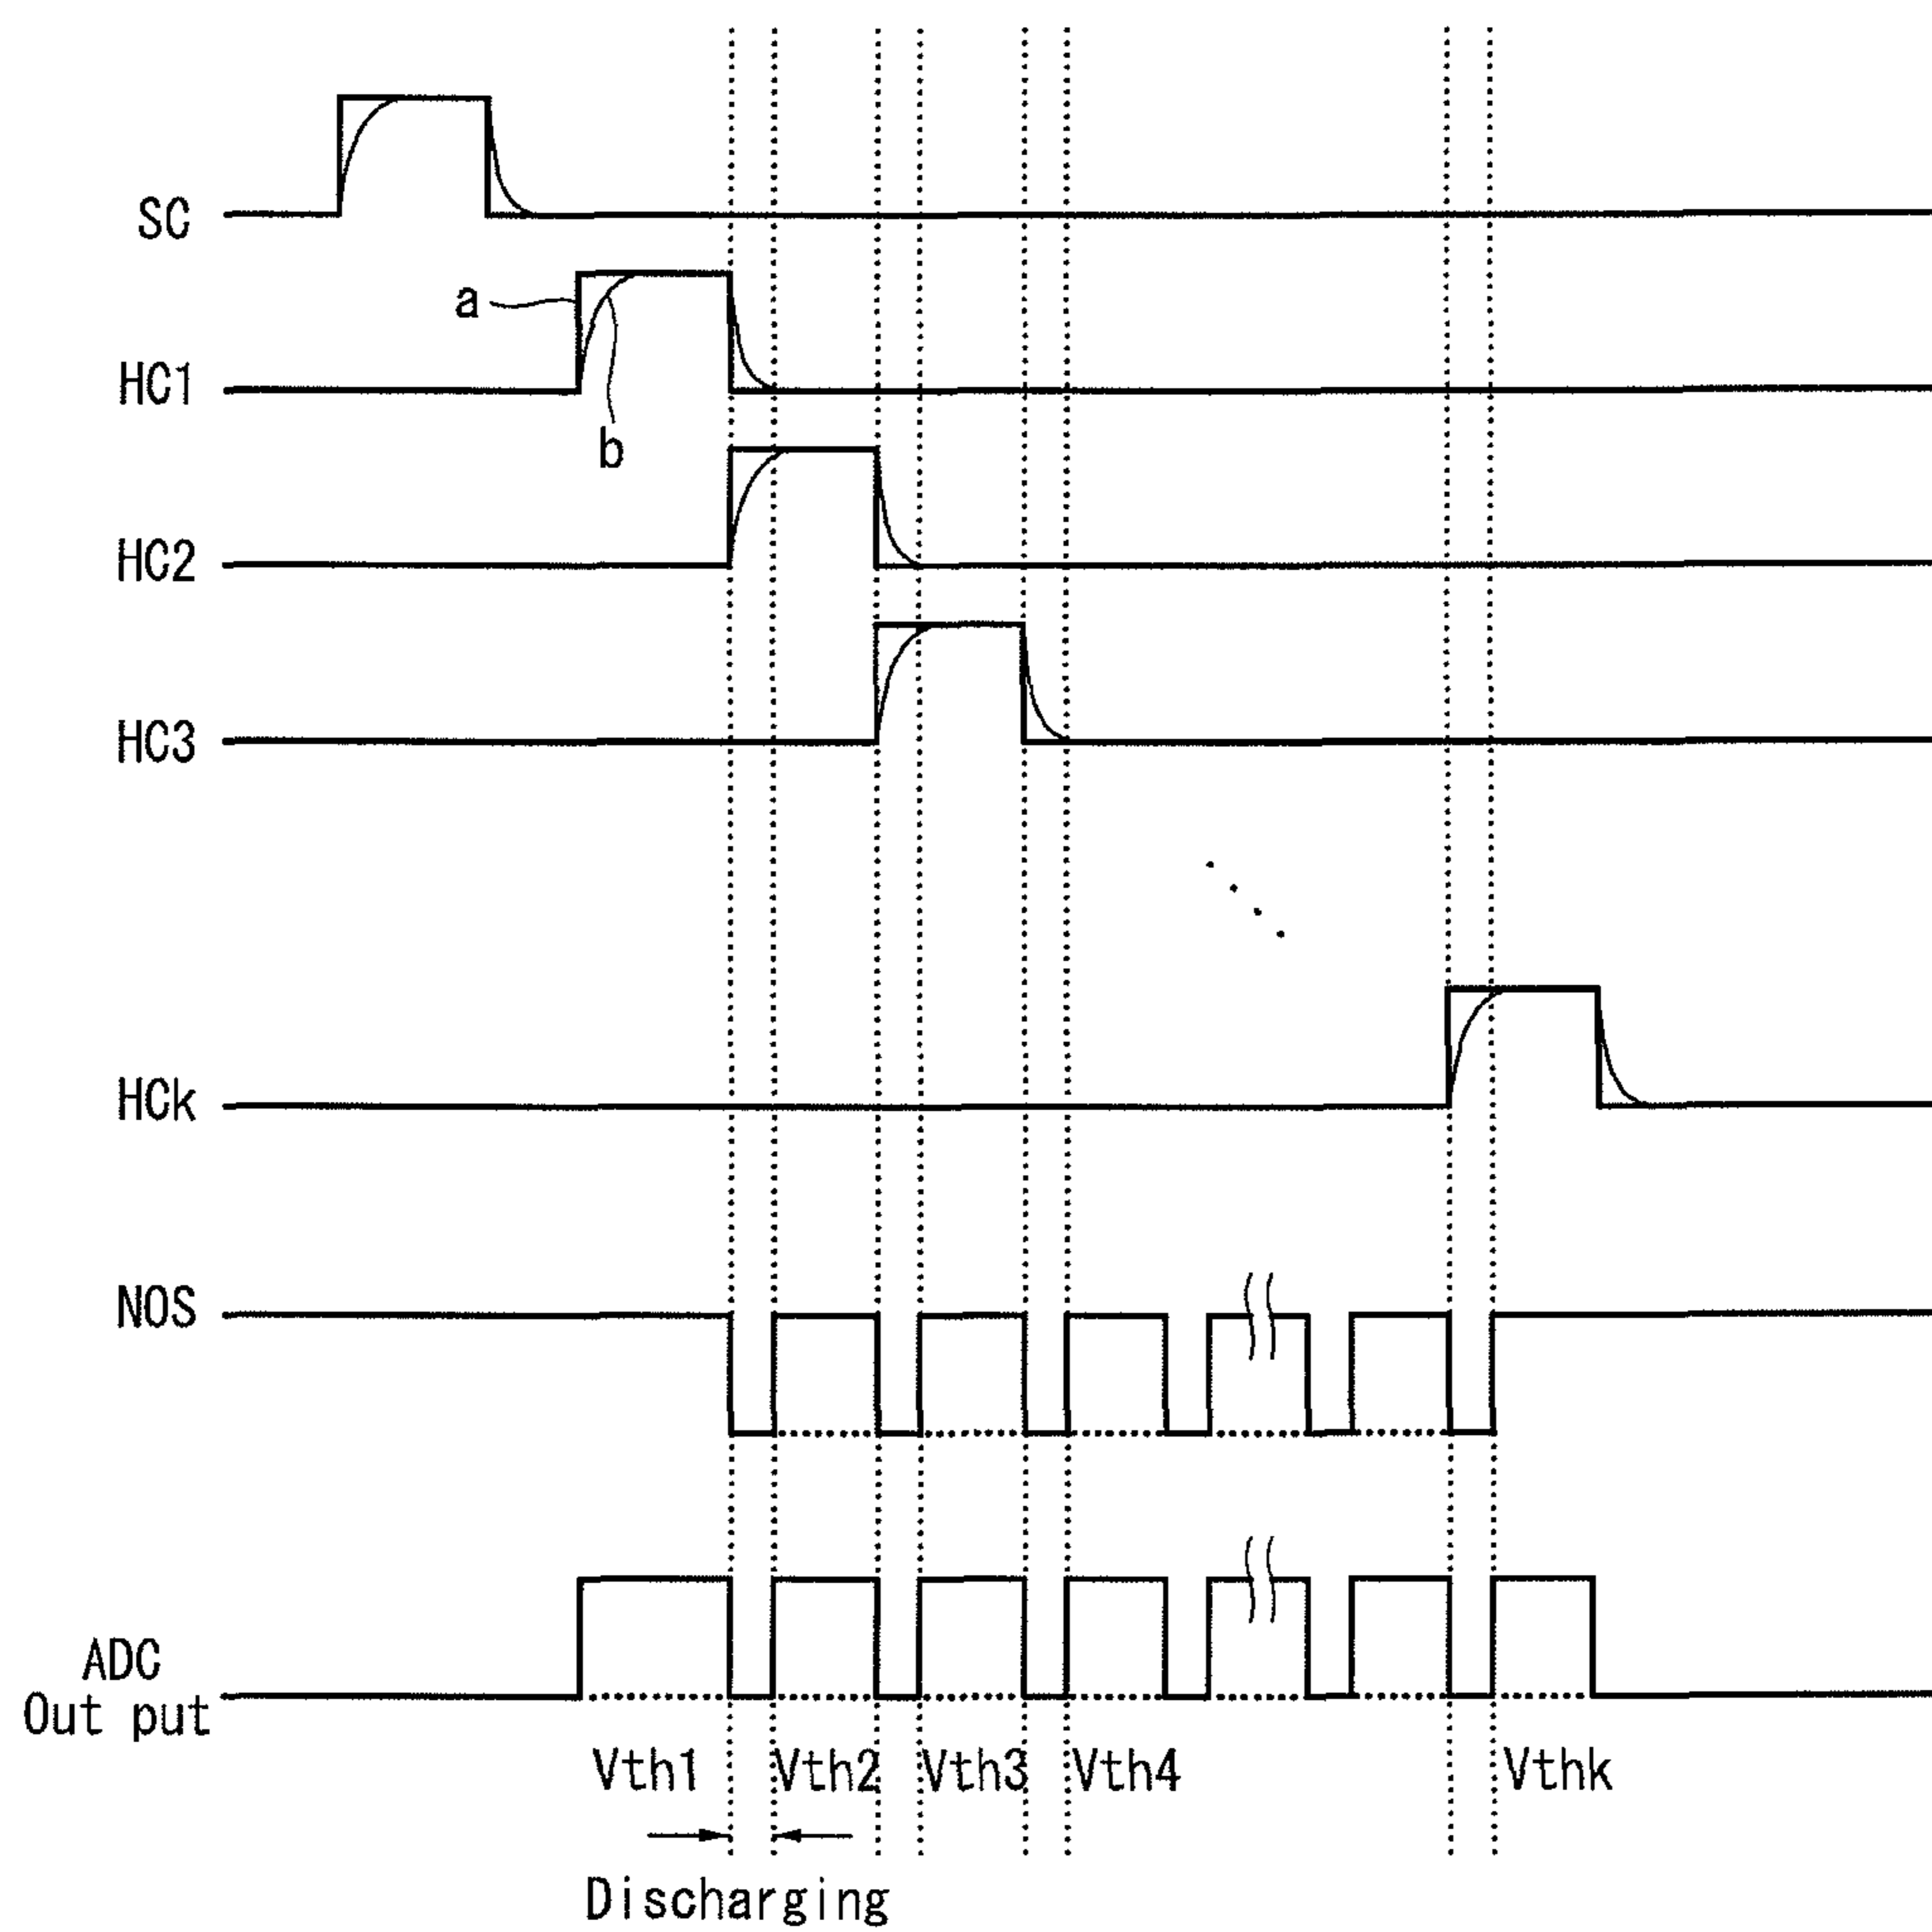 SC
a
HC1
b
HC2
HC3
HCk
NOS
ADC
Out put
Vth1 Vth2 Vth3 Vth4 Vthk
Discharging